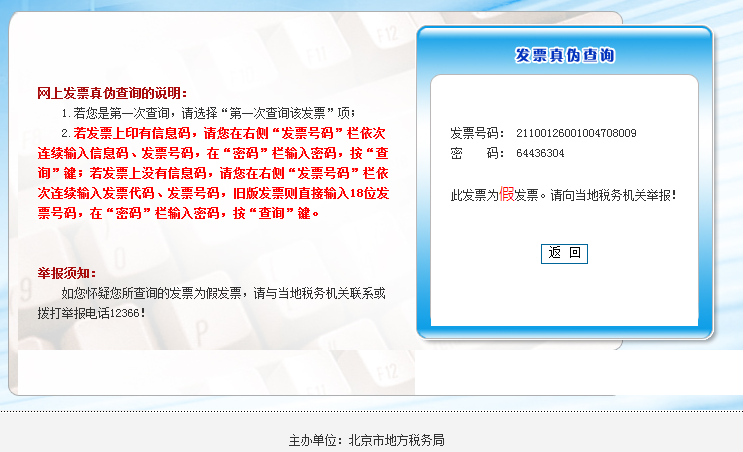 网上发票真伪查询的说明：
1.若您是第一次查询，请选择“第一次查询该发票”项；
2.若发票上印有信息码，请您在右侧“发票号码”栏依次
连续输入信息码、发票号码，在“密码”栏输入密码，按“查
询”键；若发票上没有信息码，请您在右侧“发票号码”栏依
次连续输入发票代码、发票号码，旧版发票则直接输入18位发
票号码，在“密码”栏输入密码，按“查询”键。
举报须知：
如您怀疑您所查询的发票为假发票，请与当地税务机关联系或
拨打举报电话12366！
发票真伪查询
发票号码： 21100126001004708009
密 码： 64436304
此发票为假发票。请向当地税务机关举报！
返 回
主办单位：北京市地方税务局